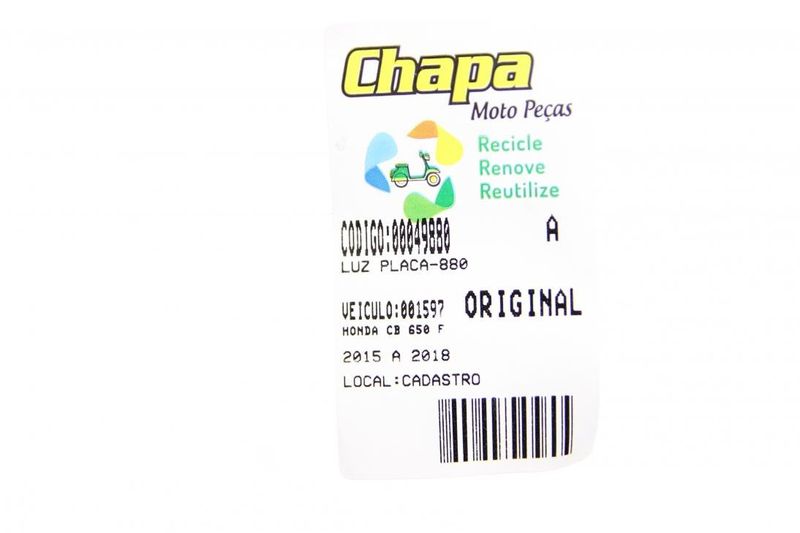 Chapa
Moto Peças
Recicle
Renove
Reutilize
CODIGO:00049880 A
LUZ PLACA-880
VEICULO:001597 ORIGINAL
HONDA CB 650 F
2015 A 2018
LOCAL:CADASTRO